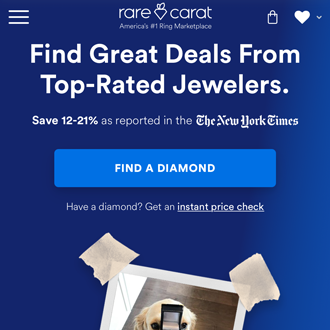 rare carat
America's #1 Ring Marketplace
Find Great Deals From
Top-Rated Jewelers.
Save 12-21% as reported in the The New York Times
FIND A DIAMOND
Have a diamond? Get an instant price check